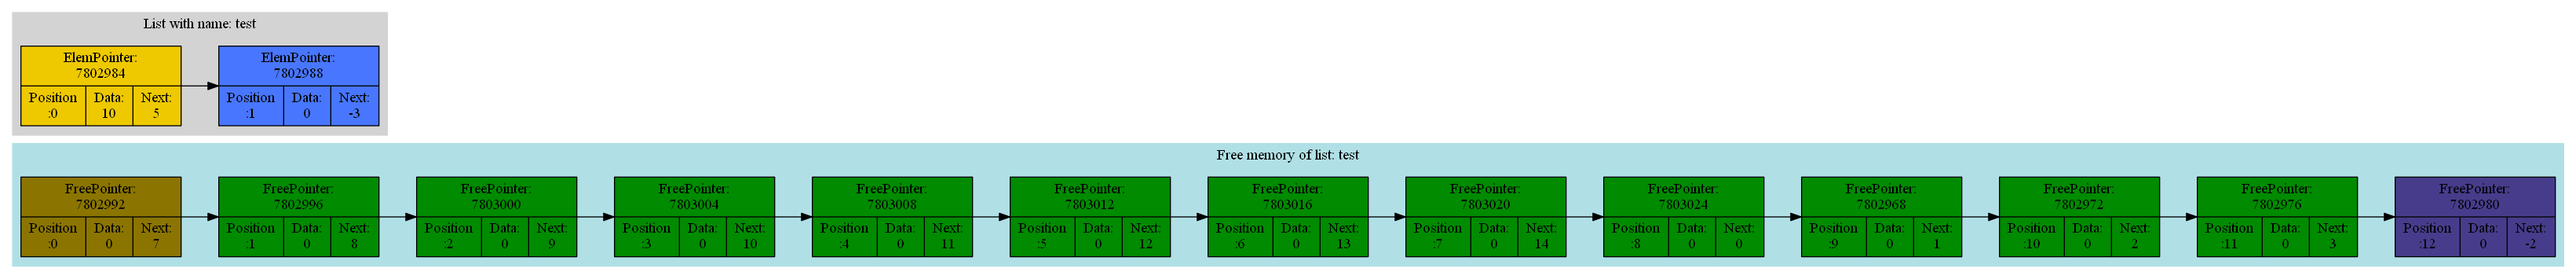 List with name: test
ElemPointer:
7802984
Position
:0
Data:
10
Next:
5
ElemPointer:
7802988
Position
:1
Data:
0
Next:
-3
Free memory of list: test
FreePointer:
7802992
Position
:0
Data:
0
Next:
7
FreePointer:
7802996
Position
:1
Data:
0
Next:
8
FreePointer:
7803000
Position
:2
Data:
0
Next:
9
FreePointer:
7803004
Position
:3
Data:
0
Next:
10
FreePointer:
7803008
Position
:4
Data:
0
Next:
11
FreePointer:
7803012
Position
:5
Data:
0
Next:
12
FreePointer:
7803016
Position
:6
Data:
0
Next:
13
FreePointer:
7803020
Position
:7
Data:
0
Next:
14
FreePointer:
7803024
Position
:8
Data:
0
Next:
0
FreePointer:
7802968
Position
:9
Data:
0
Next:
1
FreePointer:
7802972
Position
:10
Data:
0
Next:
2
FreePointer:
7802976
Position
:11
Data:
0
Next:
3
FreePointer:
7802980
Position
:12
Data:
0
Next:
-2